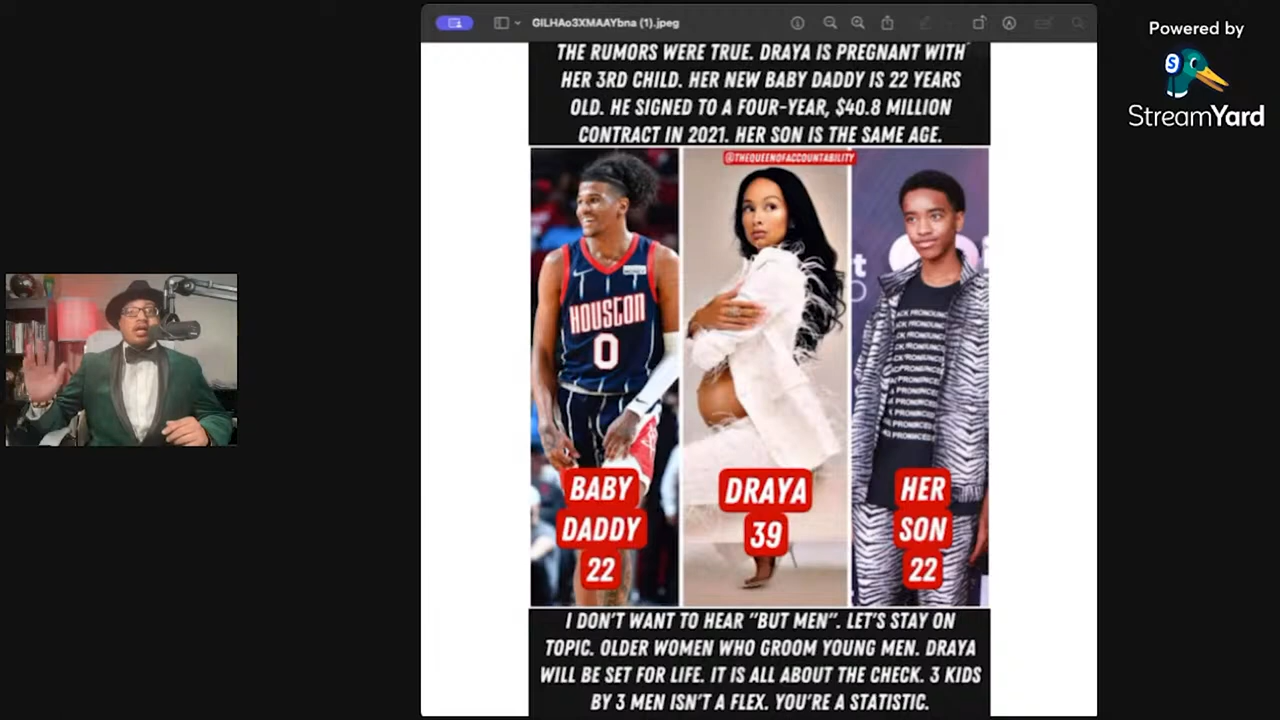 GILHAo3XMAAYbna (1).jpeg
Powered by
StreamYard
THE RUMORS WERE TRUE. DRAYA IS PREGNANT WITH
HER 3RD CHILD. HER NEW BABY DADDY IS 22 YEARS
OLD. HE SIGNED TO A FOUR-YEAR, $40.8 MILLION
CONTRACT IN 2021. HER SON IS THE SAME AGE.
@THEQUEENOFACCOUNTABILITY
HOUSTON
0
BABY
DADDY
22
DRAYA
39
HER
SON
22
I DON'T WANT TO HEAR "BUT MEN". LET'S STAY ON
TOPIC. OLDER WOMEN WHO GROOM YOUNG MEN. DRAYA
WILL BE SET FOR LIFE. IT IS ALL ABOUT THE CHECK. 3 KIDS
BY 3 MEN ISN'T A FLEX. YOU'RE A STATISTIC.